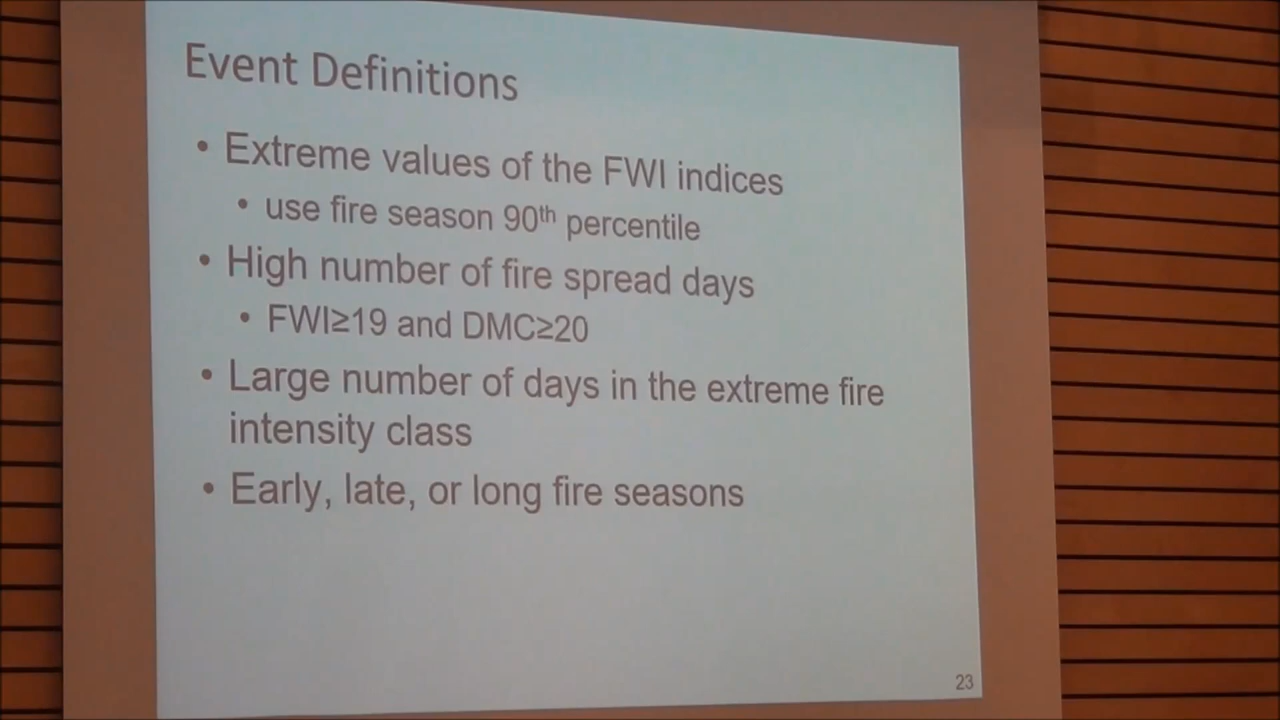 Event Definitions
• Extreme values of the FWI indices
• use fire season 90th percentile
• High number of fire spread days
• FWI≥19 and DMC≥20
• Large number of days in the extreme fire
intensity class
• Early, late, or long fire seasons
23